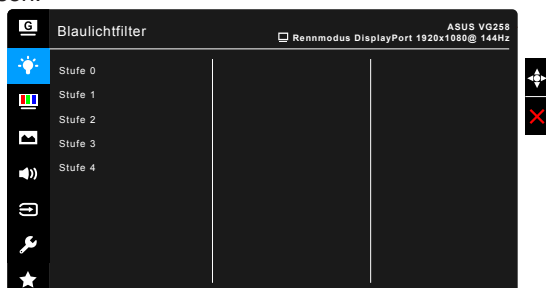 G
Blaulichtfilter
ASUS VG258
Rennmodus DisplayPort 1920x1080@ 144Hz
Stufe 0
Stufe 1
Stufe 2
Stufe 3
Stufe 4